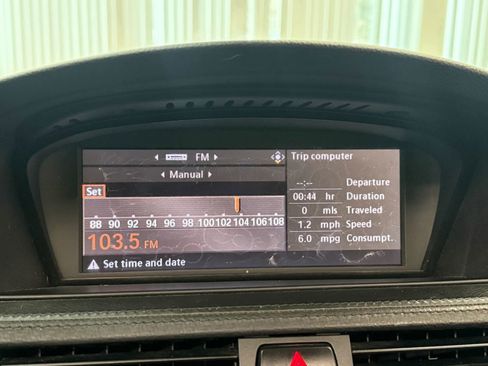 FM
Trip computer
Manual
--:-- Departure
Set
00:44 hr Duration
0 mls Traveled
88 90 92 94 96 98 100 102 104 106 108
1.2 mph Speed
103.5 FM
6.0 mpg Consumpt.
Set time and date